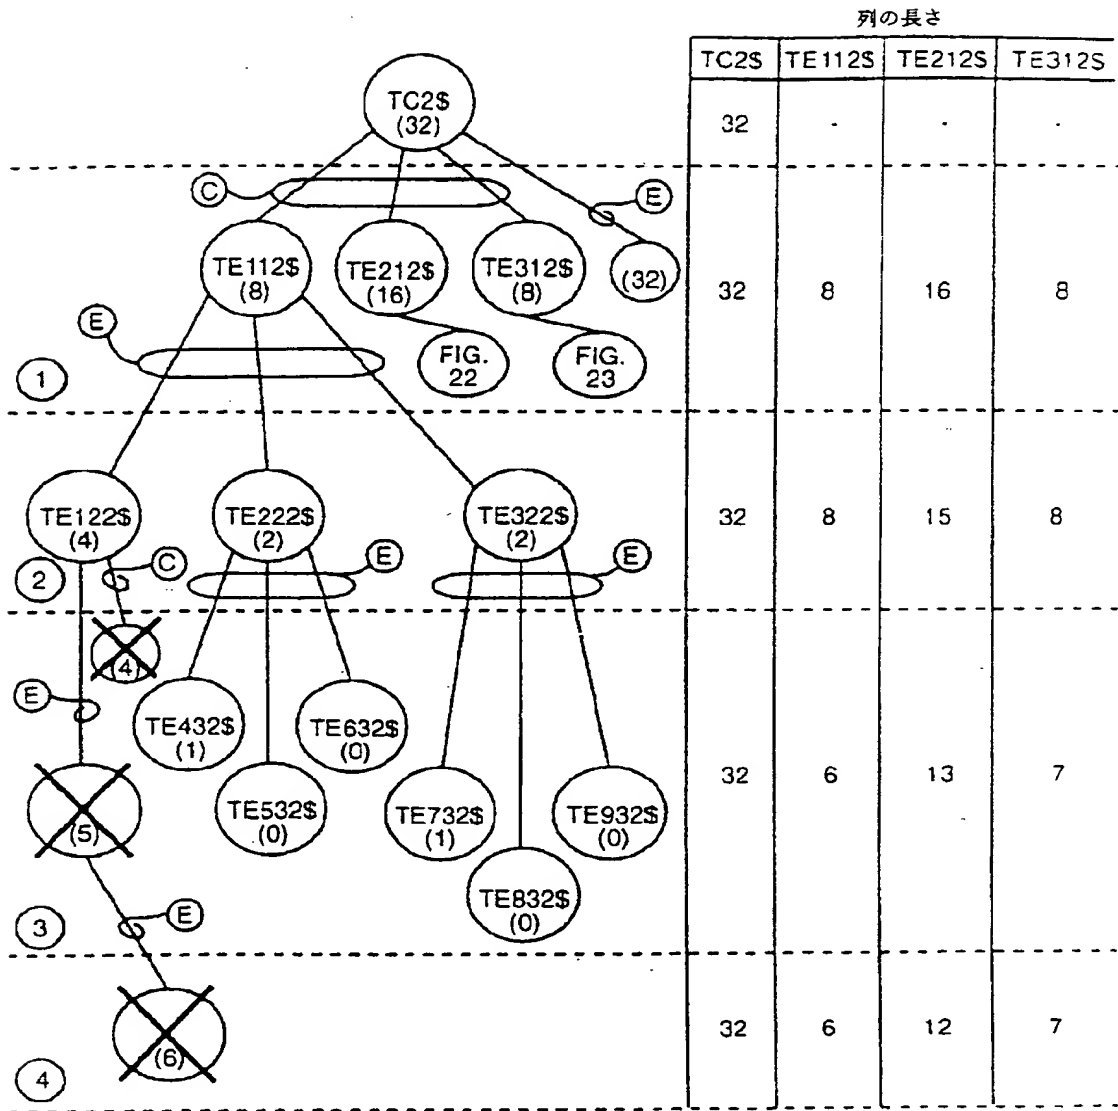 列の長さ
TC2$ TE112$ TE212$ TE312$
TC2$
(32)
32 - - -
C
E
TE112$
(8)
TE212$
(16)
TE312$
(8)
(32)
32 8 16 8
E
FIG.
22
FIG.
23
1
TE122$
(4)
TE222$
(2)
TE322$
(2)
32 8 15 8
C
E
E
2
(4)
E
TE432$
(1)
TE632$
(0)
TE532$
(0)
TE732$
(1)
TE932$
(0)
TE832$
(0)
(5)
32 6 13 7
E
3
(6)
32 6 12 7
4